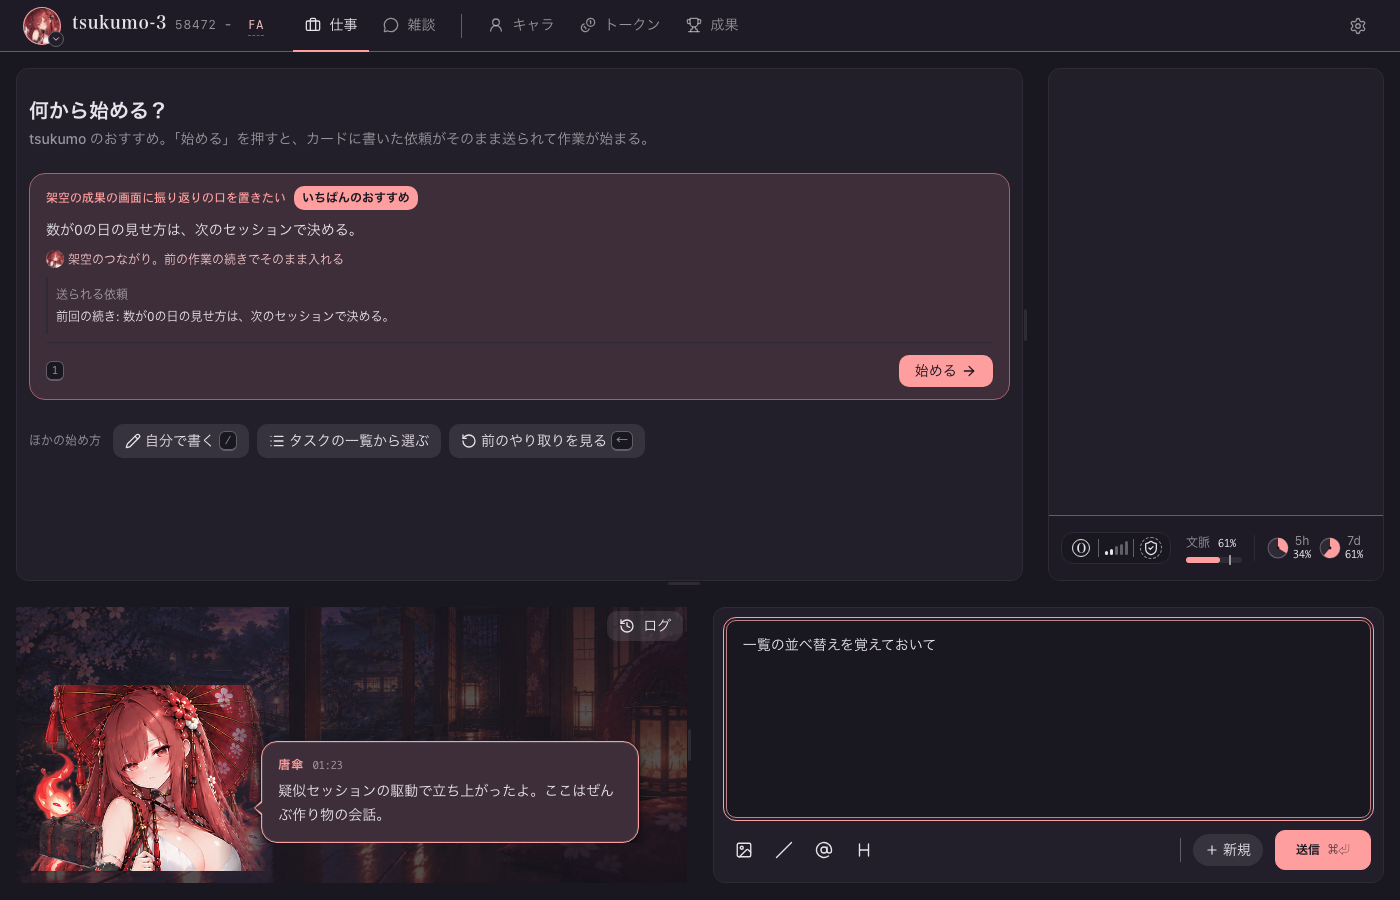 tsukumo-3 58472 - FA 仕事 雑談 キャラ トークン 成果
何から始める？
tsukumo のおすすめ。「始める」を押すと、カードに書いた依頼がそのまま送られて作業が始まる。
架空の成果の画面に振り返りの口を置きたい いちばんのおすすめ
数が0の日の見せ方は、次のセッションで決める。
架空のつながり。前の作業の続きでそのまま入れる
送られる依頼
前回の続き: 数が0の日の見せ方は、次のセッションで決める。
1 始める →
ほかの始め方 自分で書く / タスクの一覧から選ぶ 前のやり取りを見る ←
文脈 61% 5h 34% 7d 61%
ログ
唐傘 01:23
疑似セッションの駆動で立ち上がったよ。ここはぜん
ぶ作り物の会話。
一覧の並べ替えを覚えておいて
/ @ H + 新規 送信 ⌘⏎